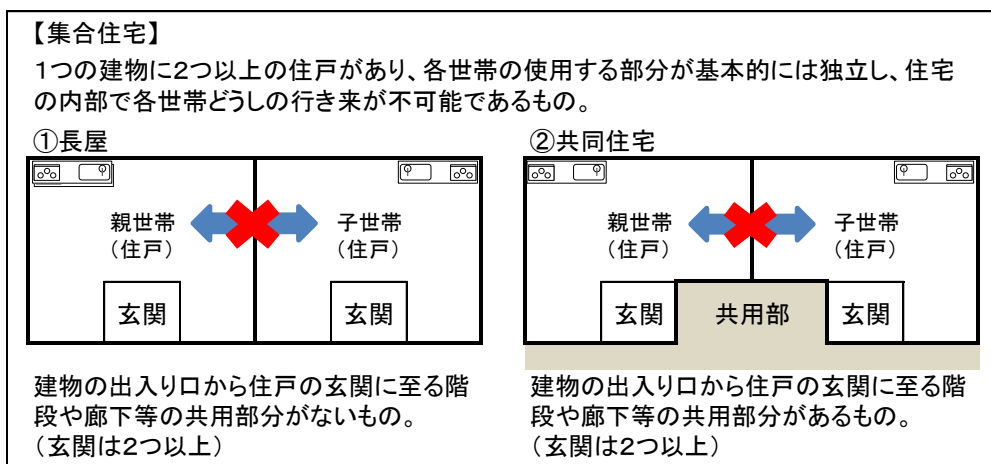 【集合住宅】
1つの建物に2つ以上の住戸があり、各世帯の使用する部分が基本的には独立し、住宅
の内部で各世帯どうしの行き来が不可能であるもの。
①長屋
親世帯
（住戸）
子世帯
（住戸）
玄関
玄関
建物の出入り口から住戸の玄関に至る階
段や廊下等の共用部分がないもの。
（玄関は2つ以上）
②共同住宅
親世帯
（住戸）
子世帯
（住戸）
玄関
共用部
玄関
建物の出入り口から住戸の玄関に至る階
段や廊下等の共用部分があるもの。
（玄関は2つ以上）